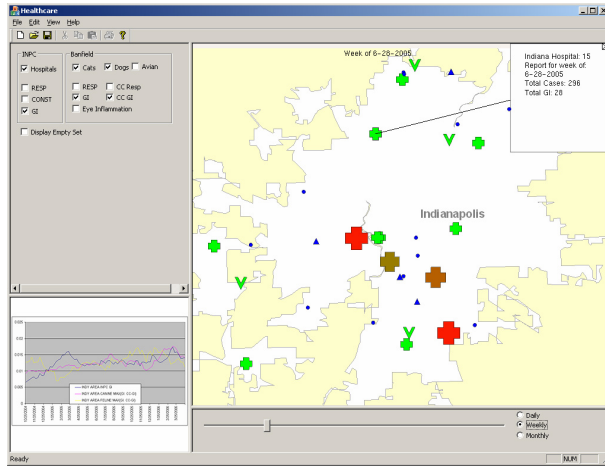 Healthcare
File Edit View Help
INPC
Banfield
Hospitals
Cats Dogs Avian
RESP
CONST
GI
RESP CC Resp
GI CC GI
Eye Inflammation
Display Empty Set
Week of 6-28-2005
Indiana Hospital: 15
Report for week of:
6-28-2005
Total Cases: 296
Total GI: 28
Indianapolis
Daily
Weekly
Monthly
Ready
NUM